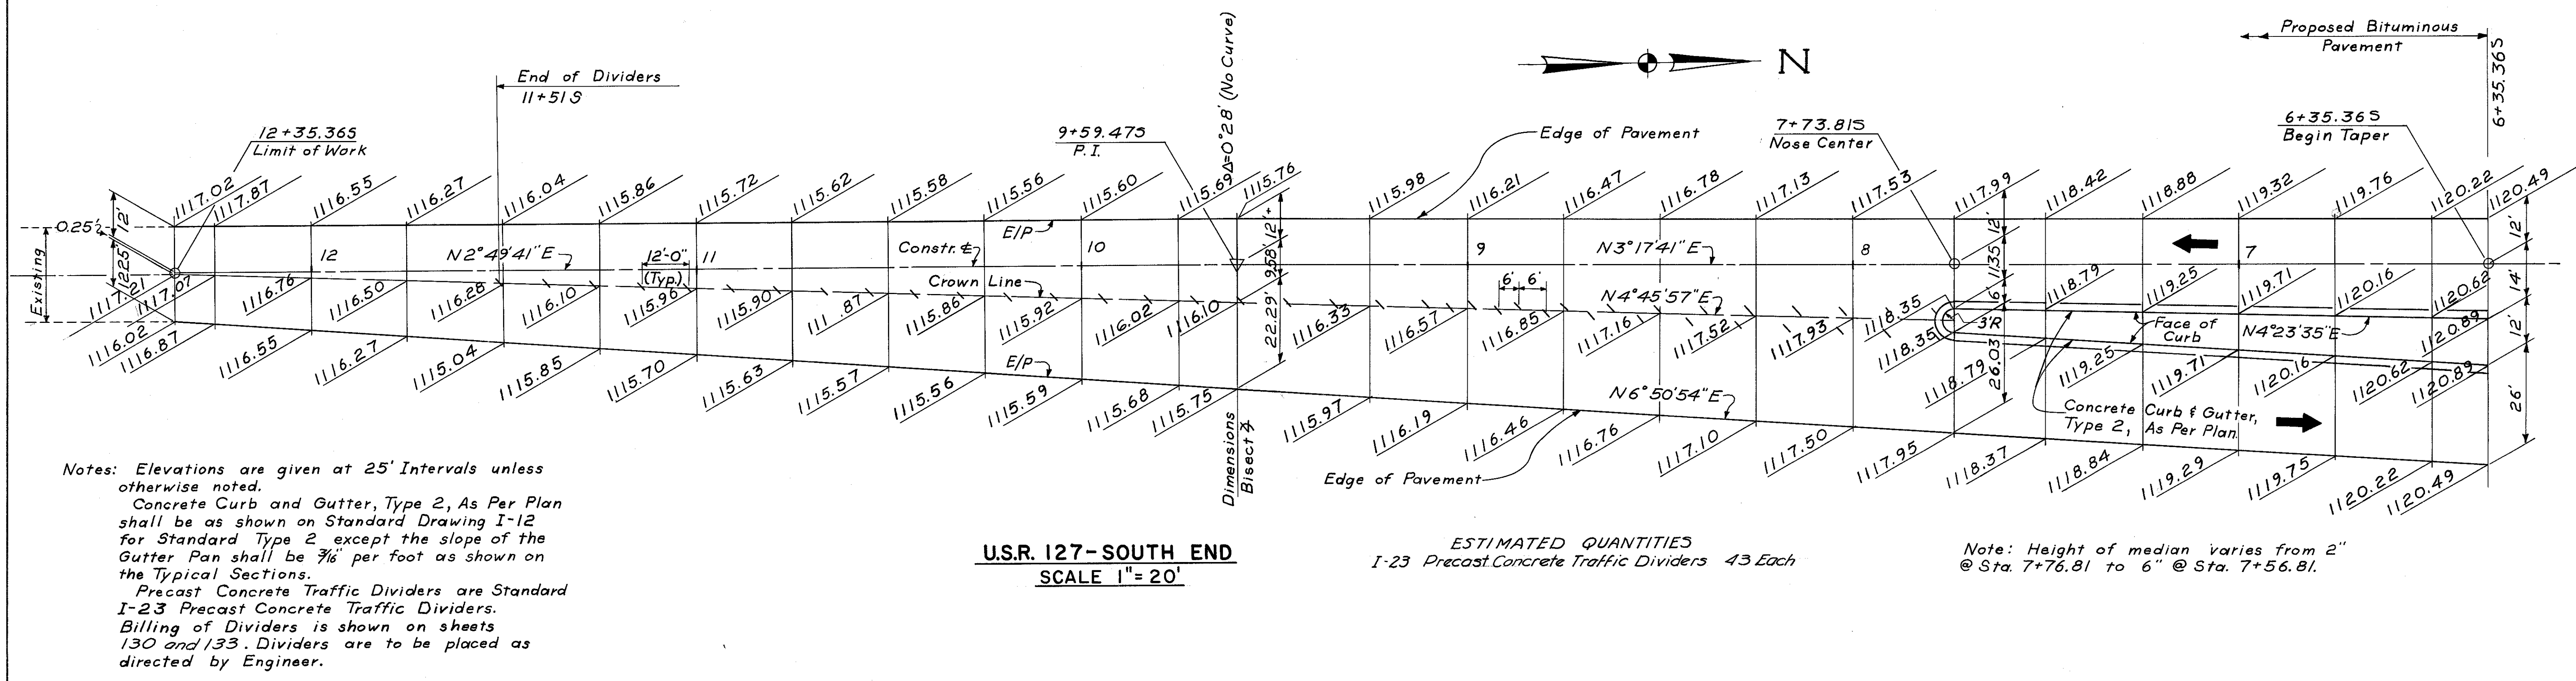 Proposed Bituminous
Pavement
6+35.36S
N
End of Dividers
11+51S
Δ=0°28' (No Curve)
12+35.36S
Limit of Work
9+59.47S
P.I.
Edge of Pavement
7+73.81S
Nose Center
6+35.36S
Begin Taper
1117.02
1117.87
1116.55
1116.27
1116.04
1115.86
1115.72
1115.62
1115.58
1115.56
1115.60
1115.69
1115.76
1115.98
1116.21
1116.47
1116.78
1117.13
1117.53
1117.99
1118.42
1118.88
1119.32
1119.76
1120.22
1120.49
0.25'
12'
12.25
Existing
E/P
12'±
12'
12'
12
N2°49'41"E
12'-0"
(Typ.)
11
Constr. ℄
10
9.58'
9
N3°17'41"E
8
11.35
7
14'
Crown Line
6' 6'
N4°45'57"E
6'
3'R
Face of
Curb
N4°23'35"E
12'
1117.21
1117.07
1116.76
1116.50
1116.28
1116.10
1115.96
1115.90
111 .87
1115.86
1115.92
1116.02
1116.10
1116.33
1116.57
1116.85
1117.16
1117.52
1117.93
1118.35
1118.79
1119.25
1119.71
1120.16
1120.62
1120.89
1118.35
1118.79
1119.25
1119.71
1120.16
1120.62
1120.89
22.29'
26.03'
26'
E/P
N6°50'54"E
Concrete Curb & Gutter,
Type 2, As Per Plan
1116.02
1116.87
1116.55
1116.27
1115.04
1115.85
1115.70
1115.63
1115.57
1115.56
1115.59
1115.68
1115.75
1115.97
1116.19
1116.46
1116.76
1117.10
1117.50
1117.95
1118.37
1118.84
1119.29
1119.75
1120.22
1120.49
Dimensions
Bisect ∡
Edge of Pavement
Notes: Elevations are given at 25' Intervals unless
otherwise noted.
Concrete Curb and Gutter, Type 2, As Per Plan
shall be as shown on Standard Drawing I-12
for Standard Type 2 except the slope of the
Gutter Pan shall be 3/16" per foot as shown on
the Typical Sections.
Precast Concrete Traffic Dividers are Standard
I-23 Precast Concrete Traffic Dividers.
Billing of Dividers is shown on sheets
130 and 133. Dividers are to be placed as
directed by Engineer.
U.S.R. 127-SOUTH END
SCALE 1"=20'
ESTIMATED QUANTITIES
I-23 Precast Concrete Traffic Dividers 43 Each
Note: Height of median varies from 2"
@ Sta. 7+76.81 to 6" @ Sta. 7+56.81.